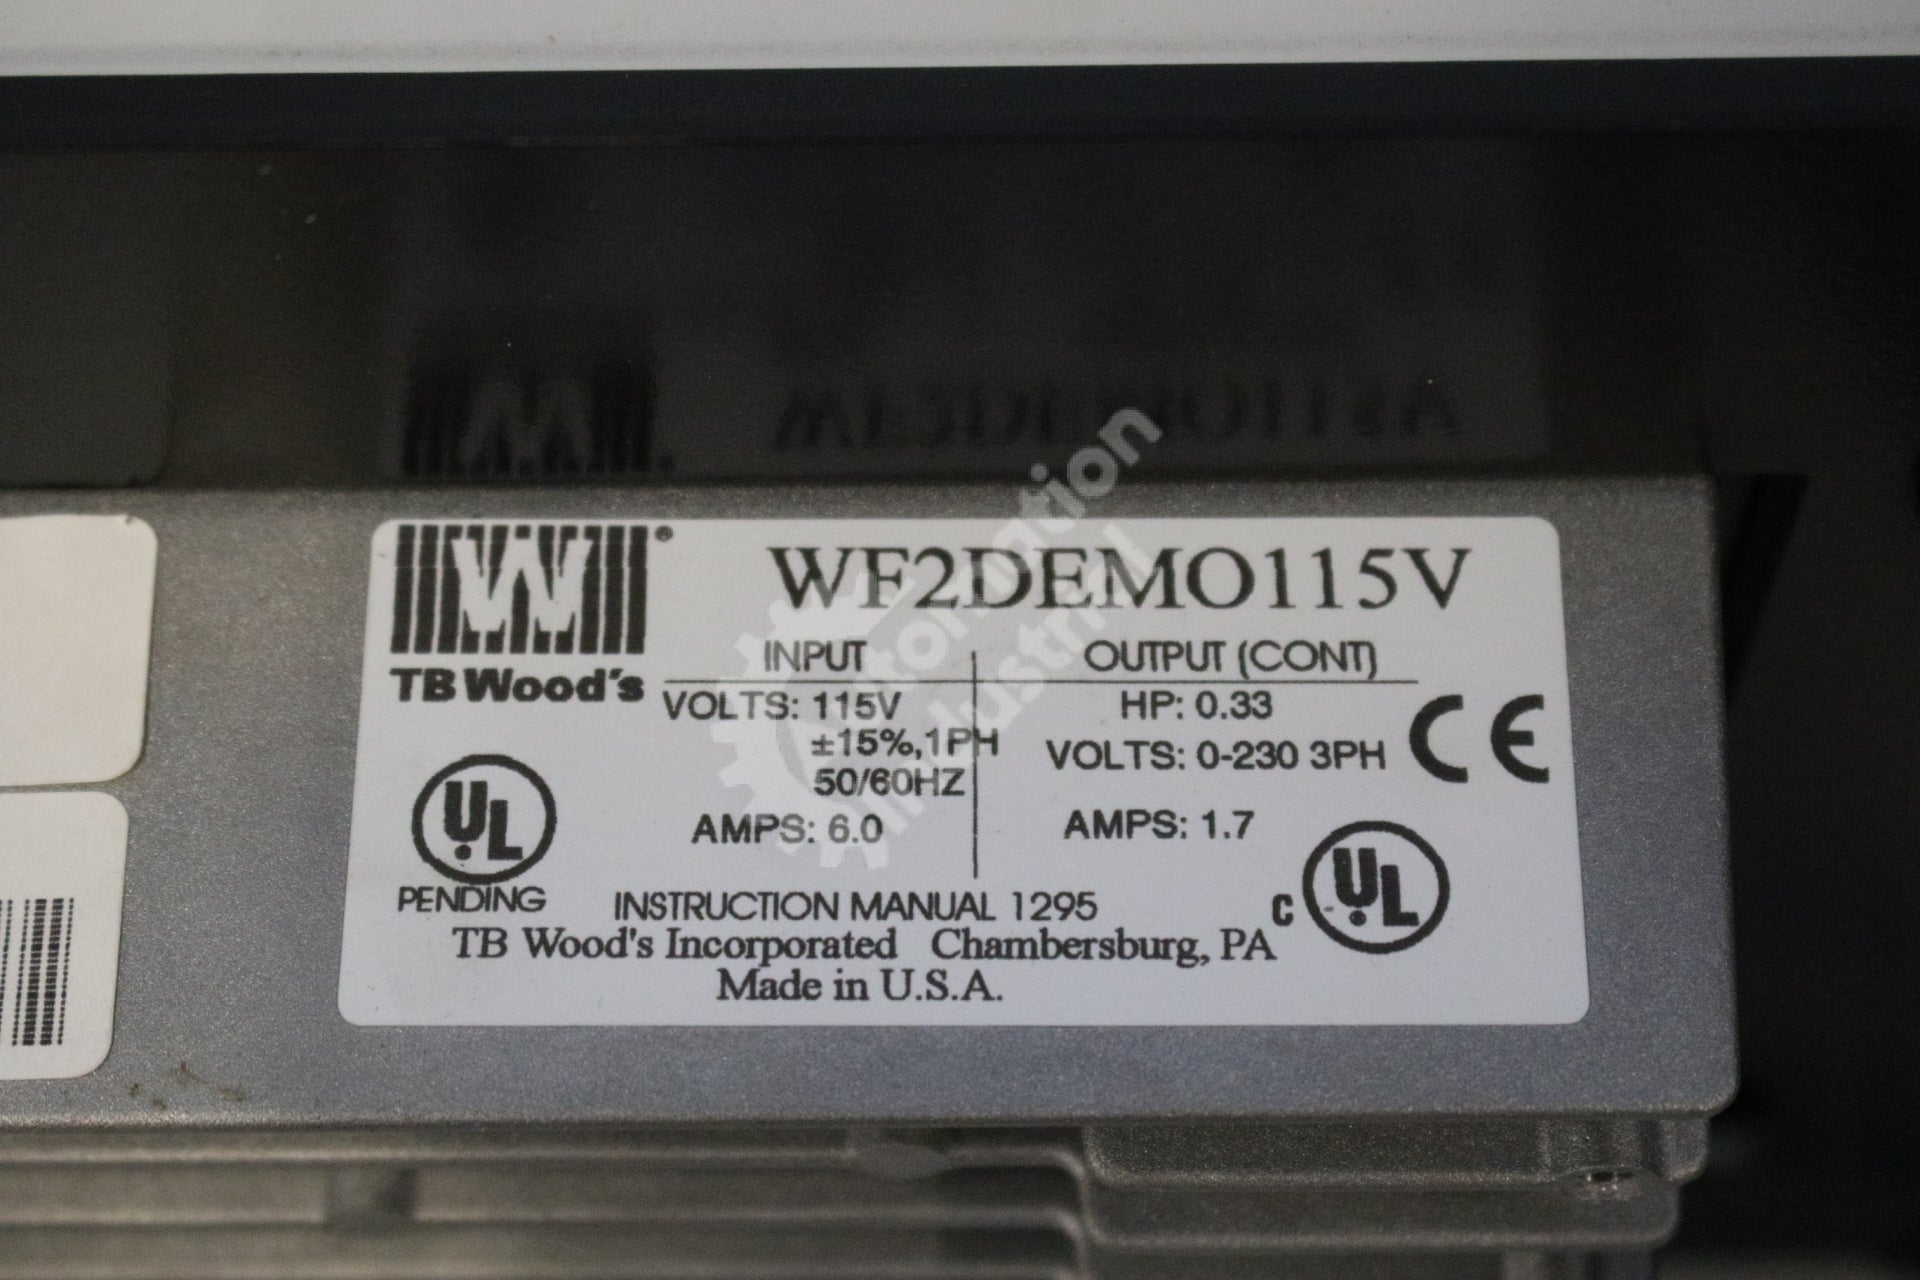 WF2DEMO115V
TB Wood's®
INPUT
VOLTS: 115V
±15%,1PH
50/60HZ
AMPS: 6.0
OUTPUT (CONT)
HP: 0.33
VOLTS: 0-230 3PH
AMPS: 1.7
CE
UL
PENDING
INSTRUCTION MANUAL 1295
C UL
TB Wood's Incorporated Chambersburg, PA
Made in U.S.A.
Automation
Industrial